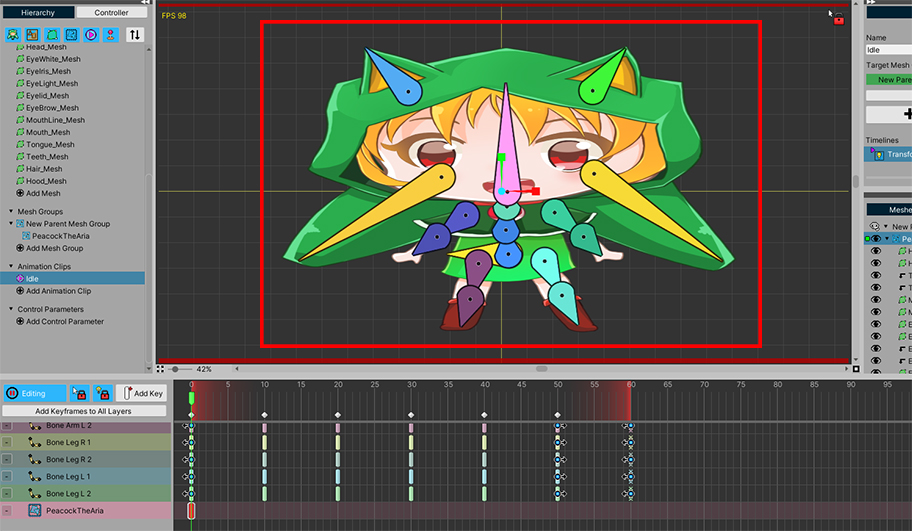 Hierarchy
Controller
Head_Mesh
EyeWhite_Mesh
EyeIris_Mesh
EyeLight_Mesh
Eyelid_Mesh
EyeBrow_Mesh
MouthLine_Mesh
Mouth_Mesh
Tongue_Mesh
Teeth_Mesh
Hair_Mesh
Hood_Mesh
Add Mesh
Mesh Groups
New Parent Mesh Group
PeacockTheAria
Add Mesh Group
Animation Clips
Idle
Add Animation Clip
Control Parameters
Add Control Parameter
FPS 98
42%
Name
Idle
Target Mesh
New Pare
Timelines
Transfo
Meshe
New P
Pe
Editing
Add Key
Add Keyframes to All Layers
0 5 10 15 20 25 30 35 40 45 50 55 60 65 70 75 80 85 90 95
Bone Arm L 2
Bone Leg R 1
Bone Leg R 2
Bone Leg L 1
Bone Leg L 2
PeacockTheAria